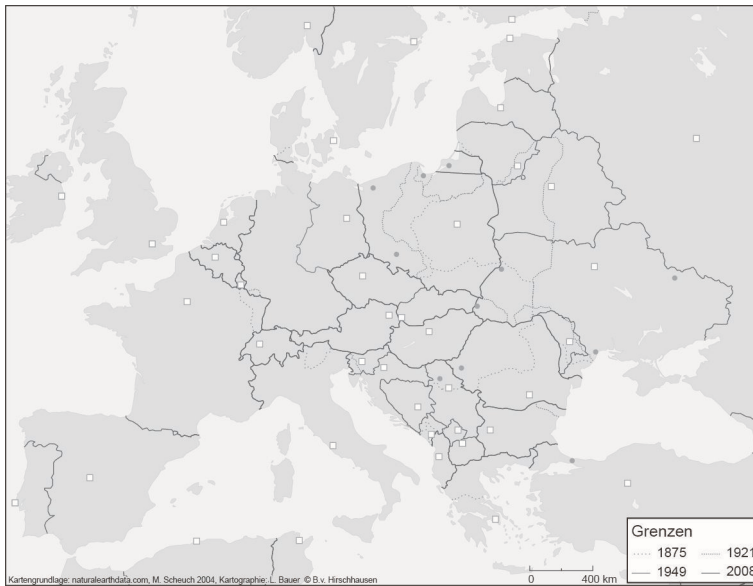 Grenzen
1875 1921
1949 2008
0 400 km
Kartengrundlage: naturalearthdata.com, M. Scheuch 2004, Kartographie: L. Bauer © B.v. Hirschhausen